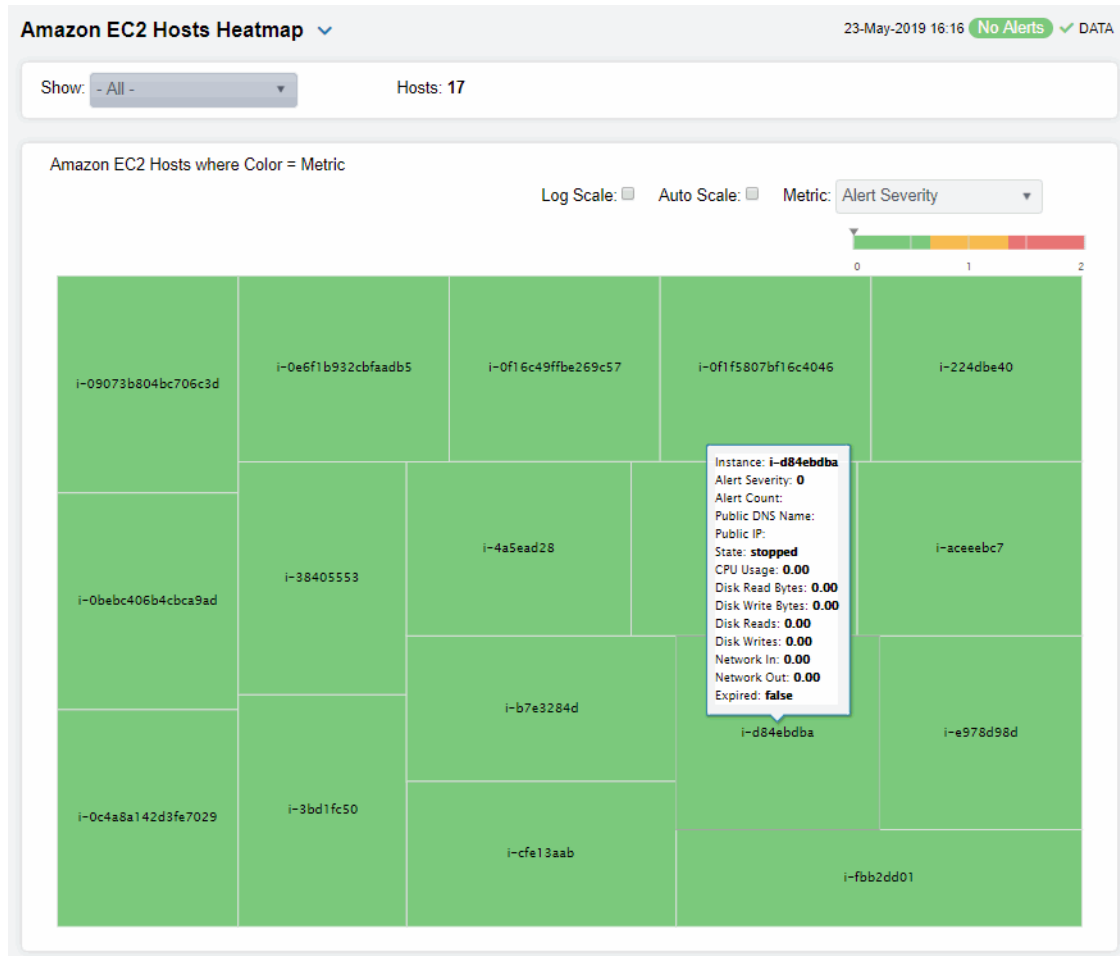 Amazon EC2 Hosts Heatmap
23-May-2019 16:16 No Alerts DATA
Show: - All -
Hosts: 17
Amazon EC2 Hosts where Color = Metric
Log Scale: Auto Scale: Metric: Alert Severity
0 1 2
i-09073b804bc706c3d
i-0e6f1b932cbfaadb5
i-0f16c49ffbe269c57
i-0f1f5807bf16c4046
i-224dbe40
i-0bebc406b4cbca9ad
i-38405553
i-4a5ead28
i-aceeebc7
Instance: i-d84ebdba
Alert Severity: 0
Alert Count:
Public DNS Name:
Public IP:
State: stopped
CPU Usage: 0.00
Disk Read Bytes: 0.00
Disk Write Bytes: 0.00
Disk Reads: 0.00
Disk Writes: 0.00
Network In: 0.00
Network Out: 0.00
Expired: false
i-b7e3284d
i-d84ebdba
i-e978d98d
i-0c4a8a142d3fe7029
i-3bd1fc50
i-cfe13aab
i-fbb2dd01